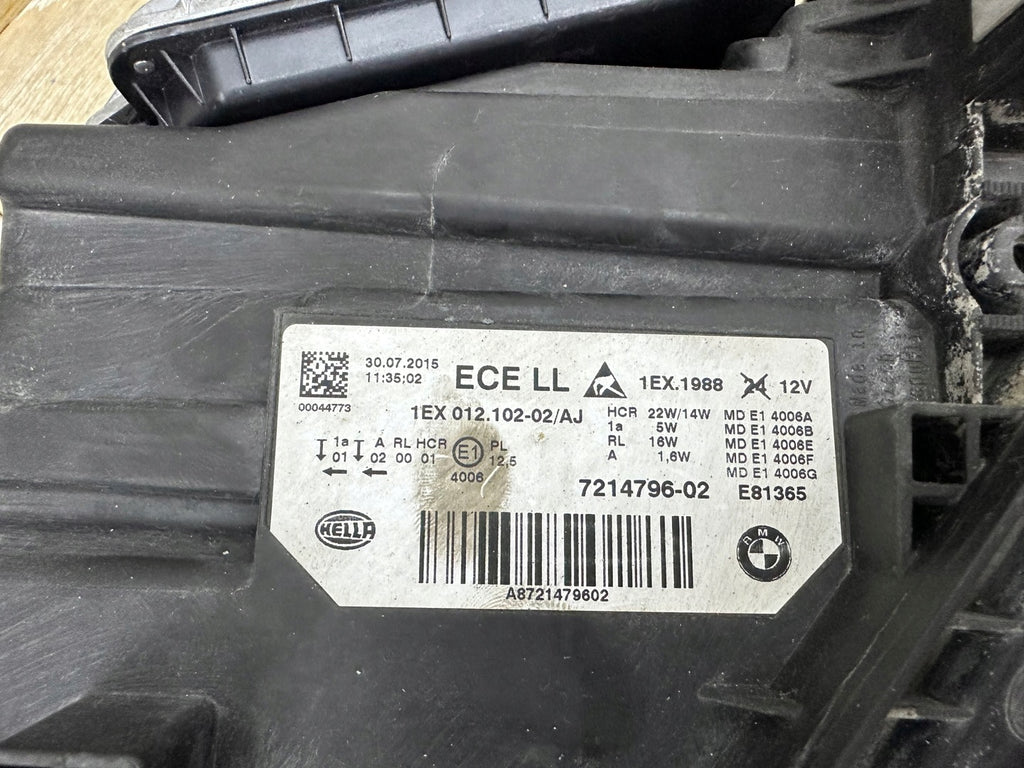 30.07.2015
11:35:02
00044773
ECE LL
1EX.1988
24 12V
1EX 012.102-02/AJ
HCR 22W/14W MD E1 4006A
1a 5W MD E1 4006B
RL 16W MD E1 4006E
A 1,6W MD E1 4006F
MD E1 4006G
1a A RL HCR E1 PL
01 02 00 01 12,5
4006
7214796-02 E81365
HELLA
BMW
A8721479602